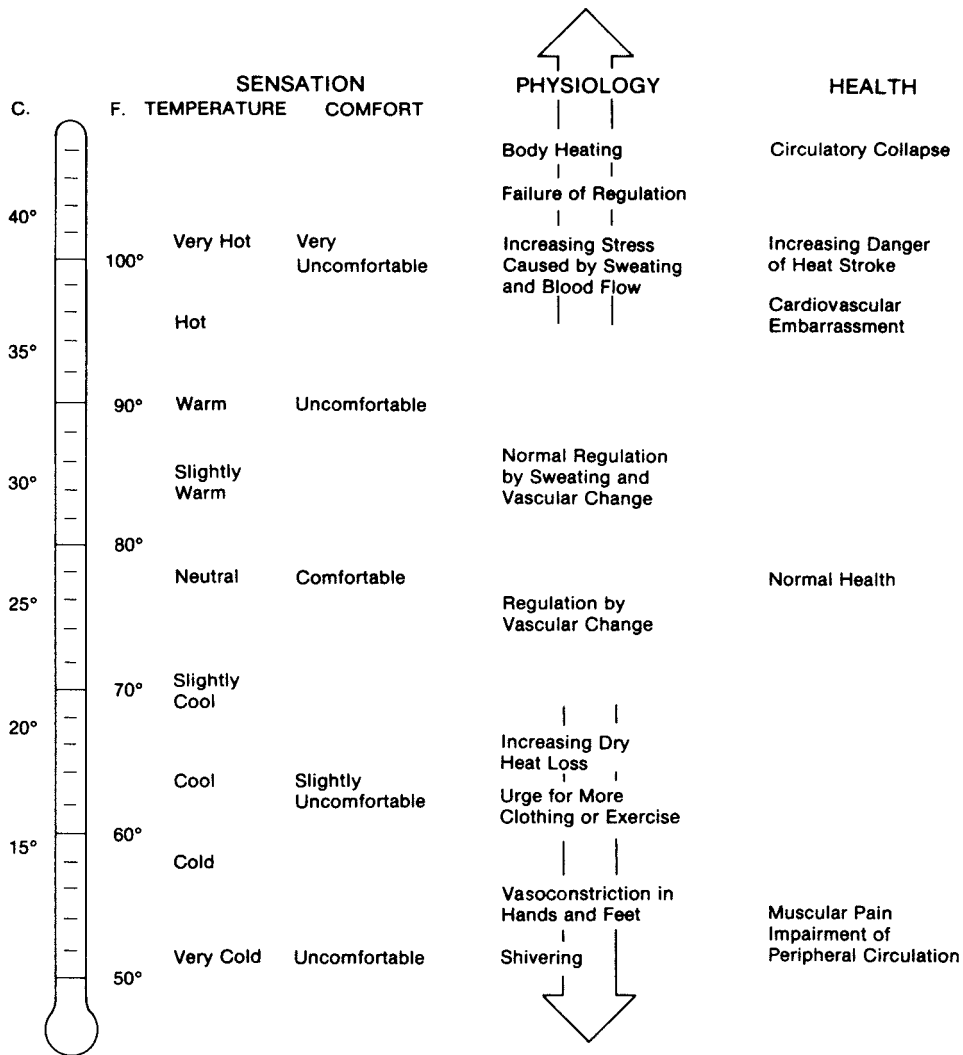 SENSATION PHYSIOLOGY HEALTH
C. F. TEMPERATURE COMFORT
Body Heating Circulatory Collapse
Failure of Regulation
40°
Very Hot Very Increasing Stress Increasing Danger
100° Uncomfortable Caused by Sweating of Heat Stroke
and Blood Flow
Cardiovascular
Hot Embarrassment
35°
90° Warm Uncomfortable
Normal Regulation
Slightly by Sweating and
30° Warm Vascular Change
80°
Neutral Comfortable Normal Health
25° Regulation by
Vascular Change
Slightly
70° Cool
20°
Increasing Dry
Heat Loss
Cool Slightly
Uncomfortable Urge for More
Clothing or Exercise
60°
15°
Cold
Vasoconstriction in
Hands and Feet Muscular Pain
Impairment of
Very Cold Uncomfortable Shivering Peripheral Circulation
50°